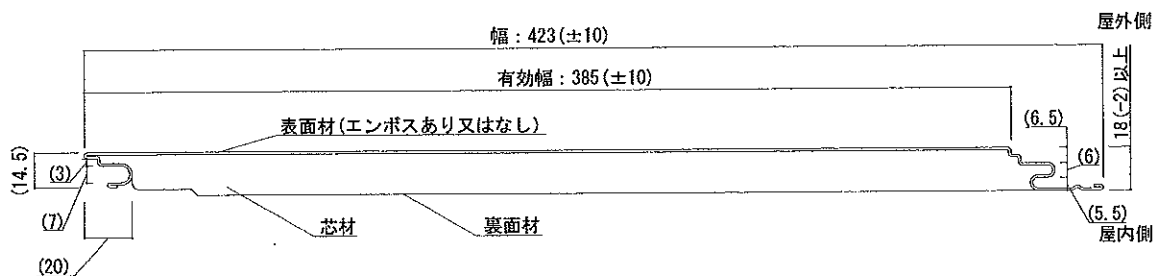 屋外側
幅：423(±10)
有効幅：385(±10)
18(-2)以上
表面材(エンボスあり又はなし)
(6.5)
(14.5)
(3)
(6)
(7)
芯材
裏面材
(5.5)
屋内側
(20)